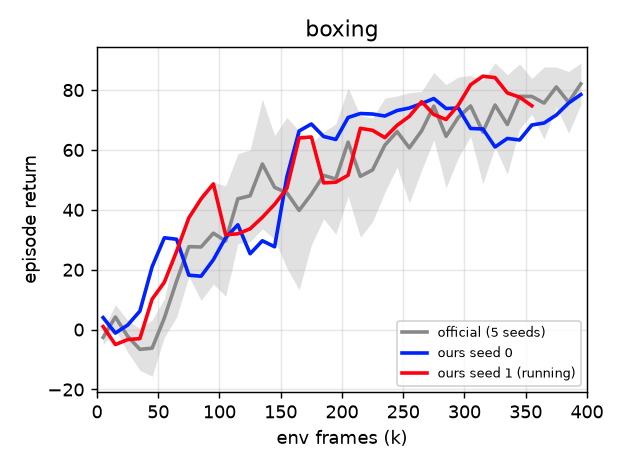 boxing
episode return
80
60
40
20
0
−20
0 50 100 150 200 250 300 350 400
env frames (k)
official (5 seeds)
ours seed 0
ours seed 1 (running)